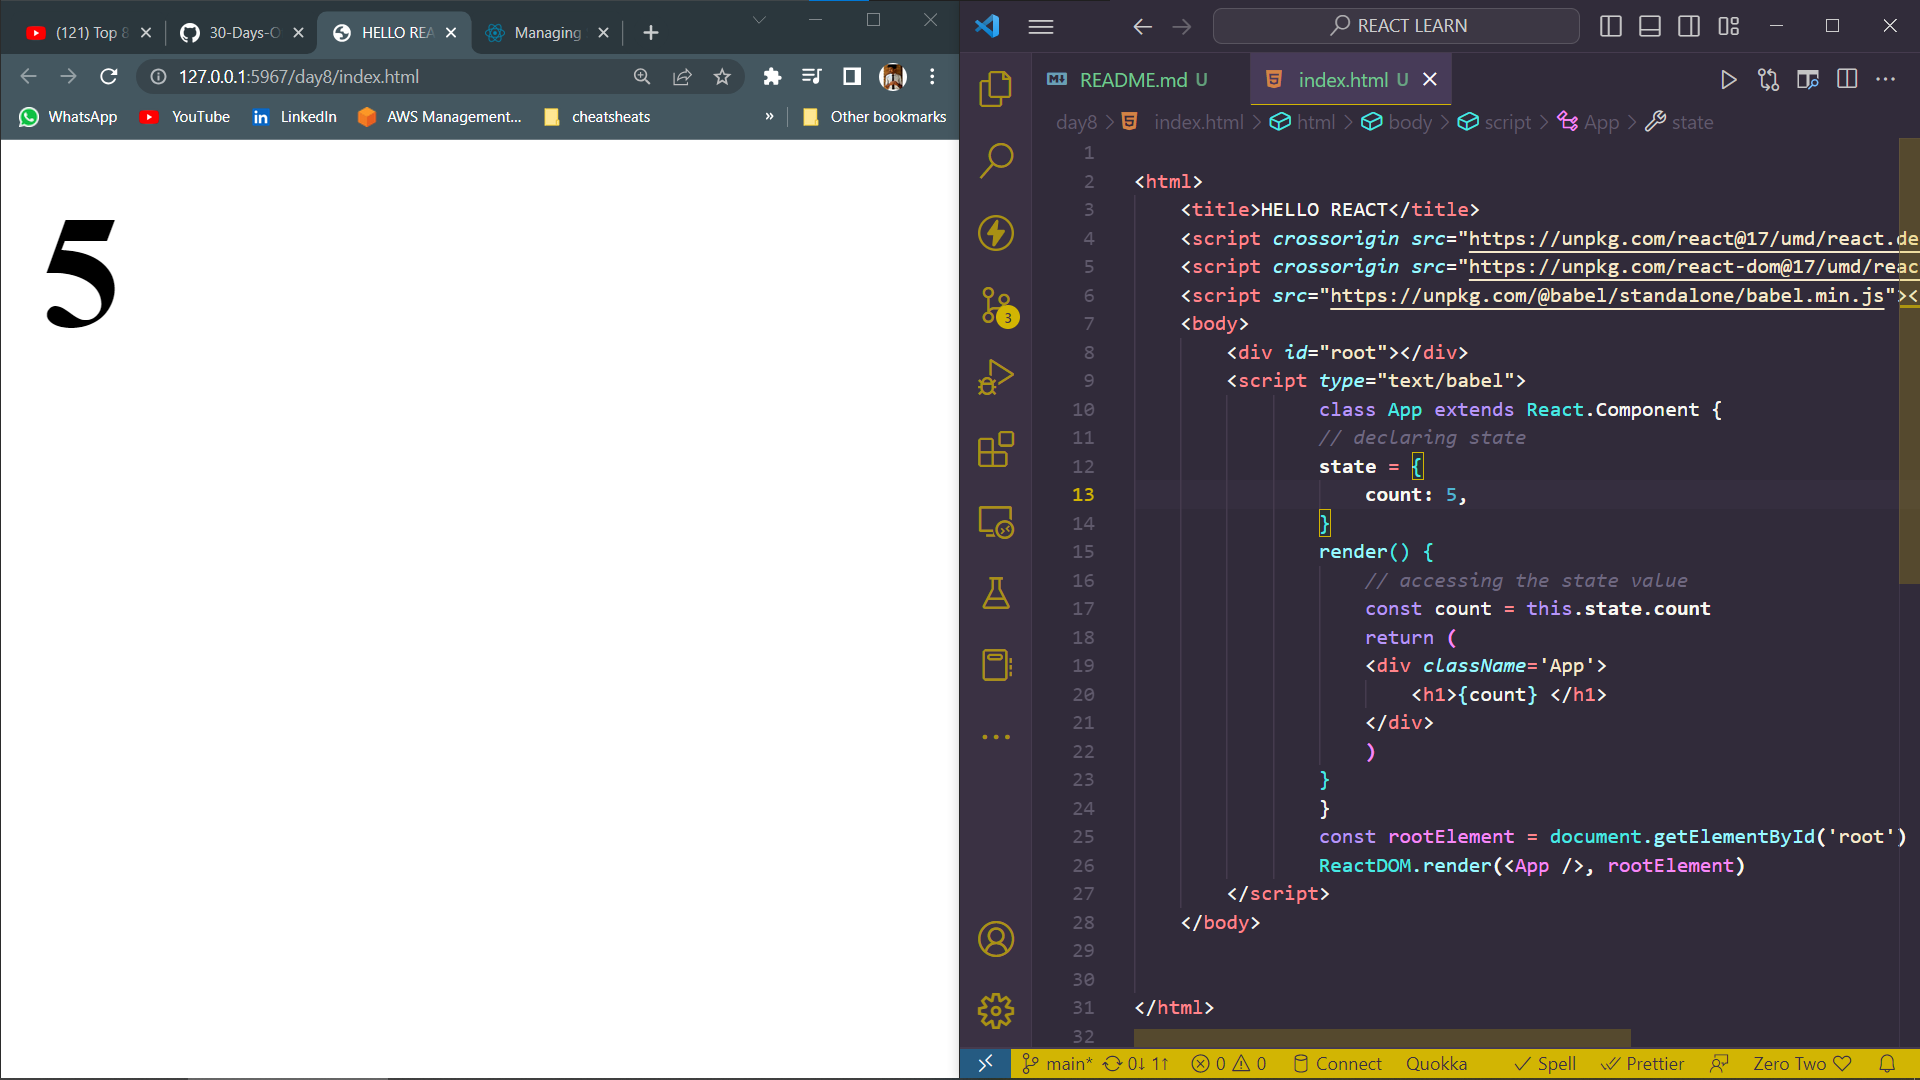 (121) Top 8
30-Days-O
HELLO REA
Managing
127.0.0.1:5967/day8/index.html
WhatsApp
YouTube
LinkedIn
AWS Management...
cheatsheats
»
Other bookmarks
5
REACT LEARN
README.md U
index.html U
day8 > index.html > html > body > script > App > state
1
2 <html>
3 <title>HELLO REACT</title>
4 <script crossorigin src="https://unpkg.com/react@17/umd/react.de
5 <script crossorigin src="https://unpkg.com/react-dom@17/umd/reac
6 <script src="https://unpkg.com/@babel/standalone/babel.min.js"><
7 <body>
8 <div id="root"></div>
9 <script type="text/babel">
10 class App extends React.Component {
11 // declaring state
12 state = {
13 count: 5,
14 }
15 render() {
16 // accessing the state value
17 const count = this.state.count
18 return (
19 <div className='App'>
20 <h1>{count} </h1>
21 </div>
22 )
23 }
24 }
25 const rootElement = document.getElementById('root')
26 ReactDOM.render(<App />, rootElement)
27 </script>
28 </body>
29
30
31 </html>
32
3
main* 0↓ 1↑ 0 0 Connect Quokka Spell Prettier Zero Two